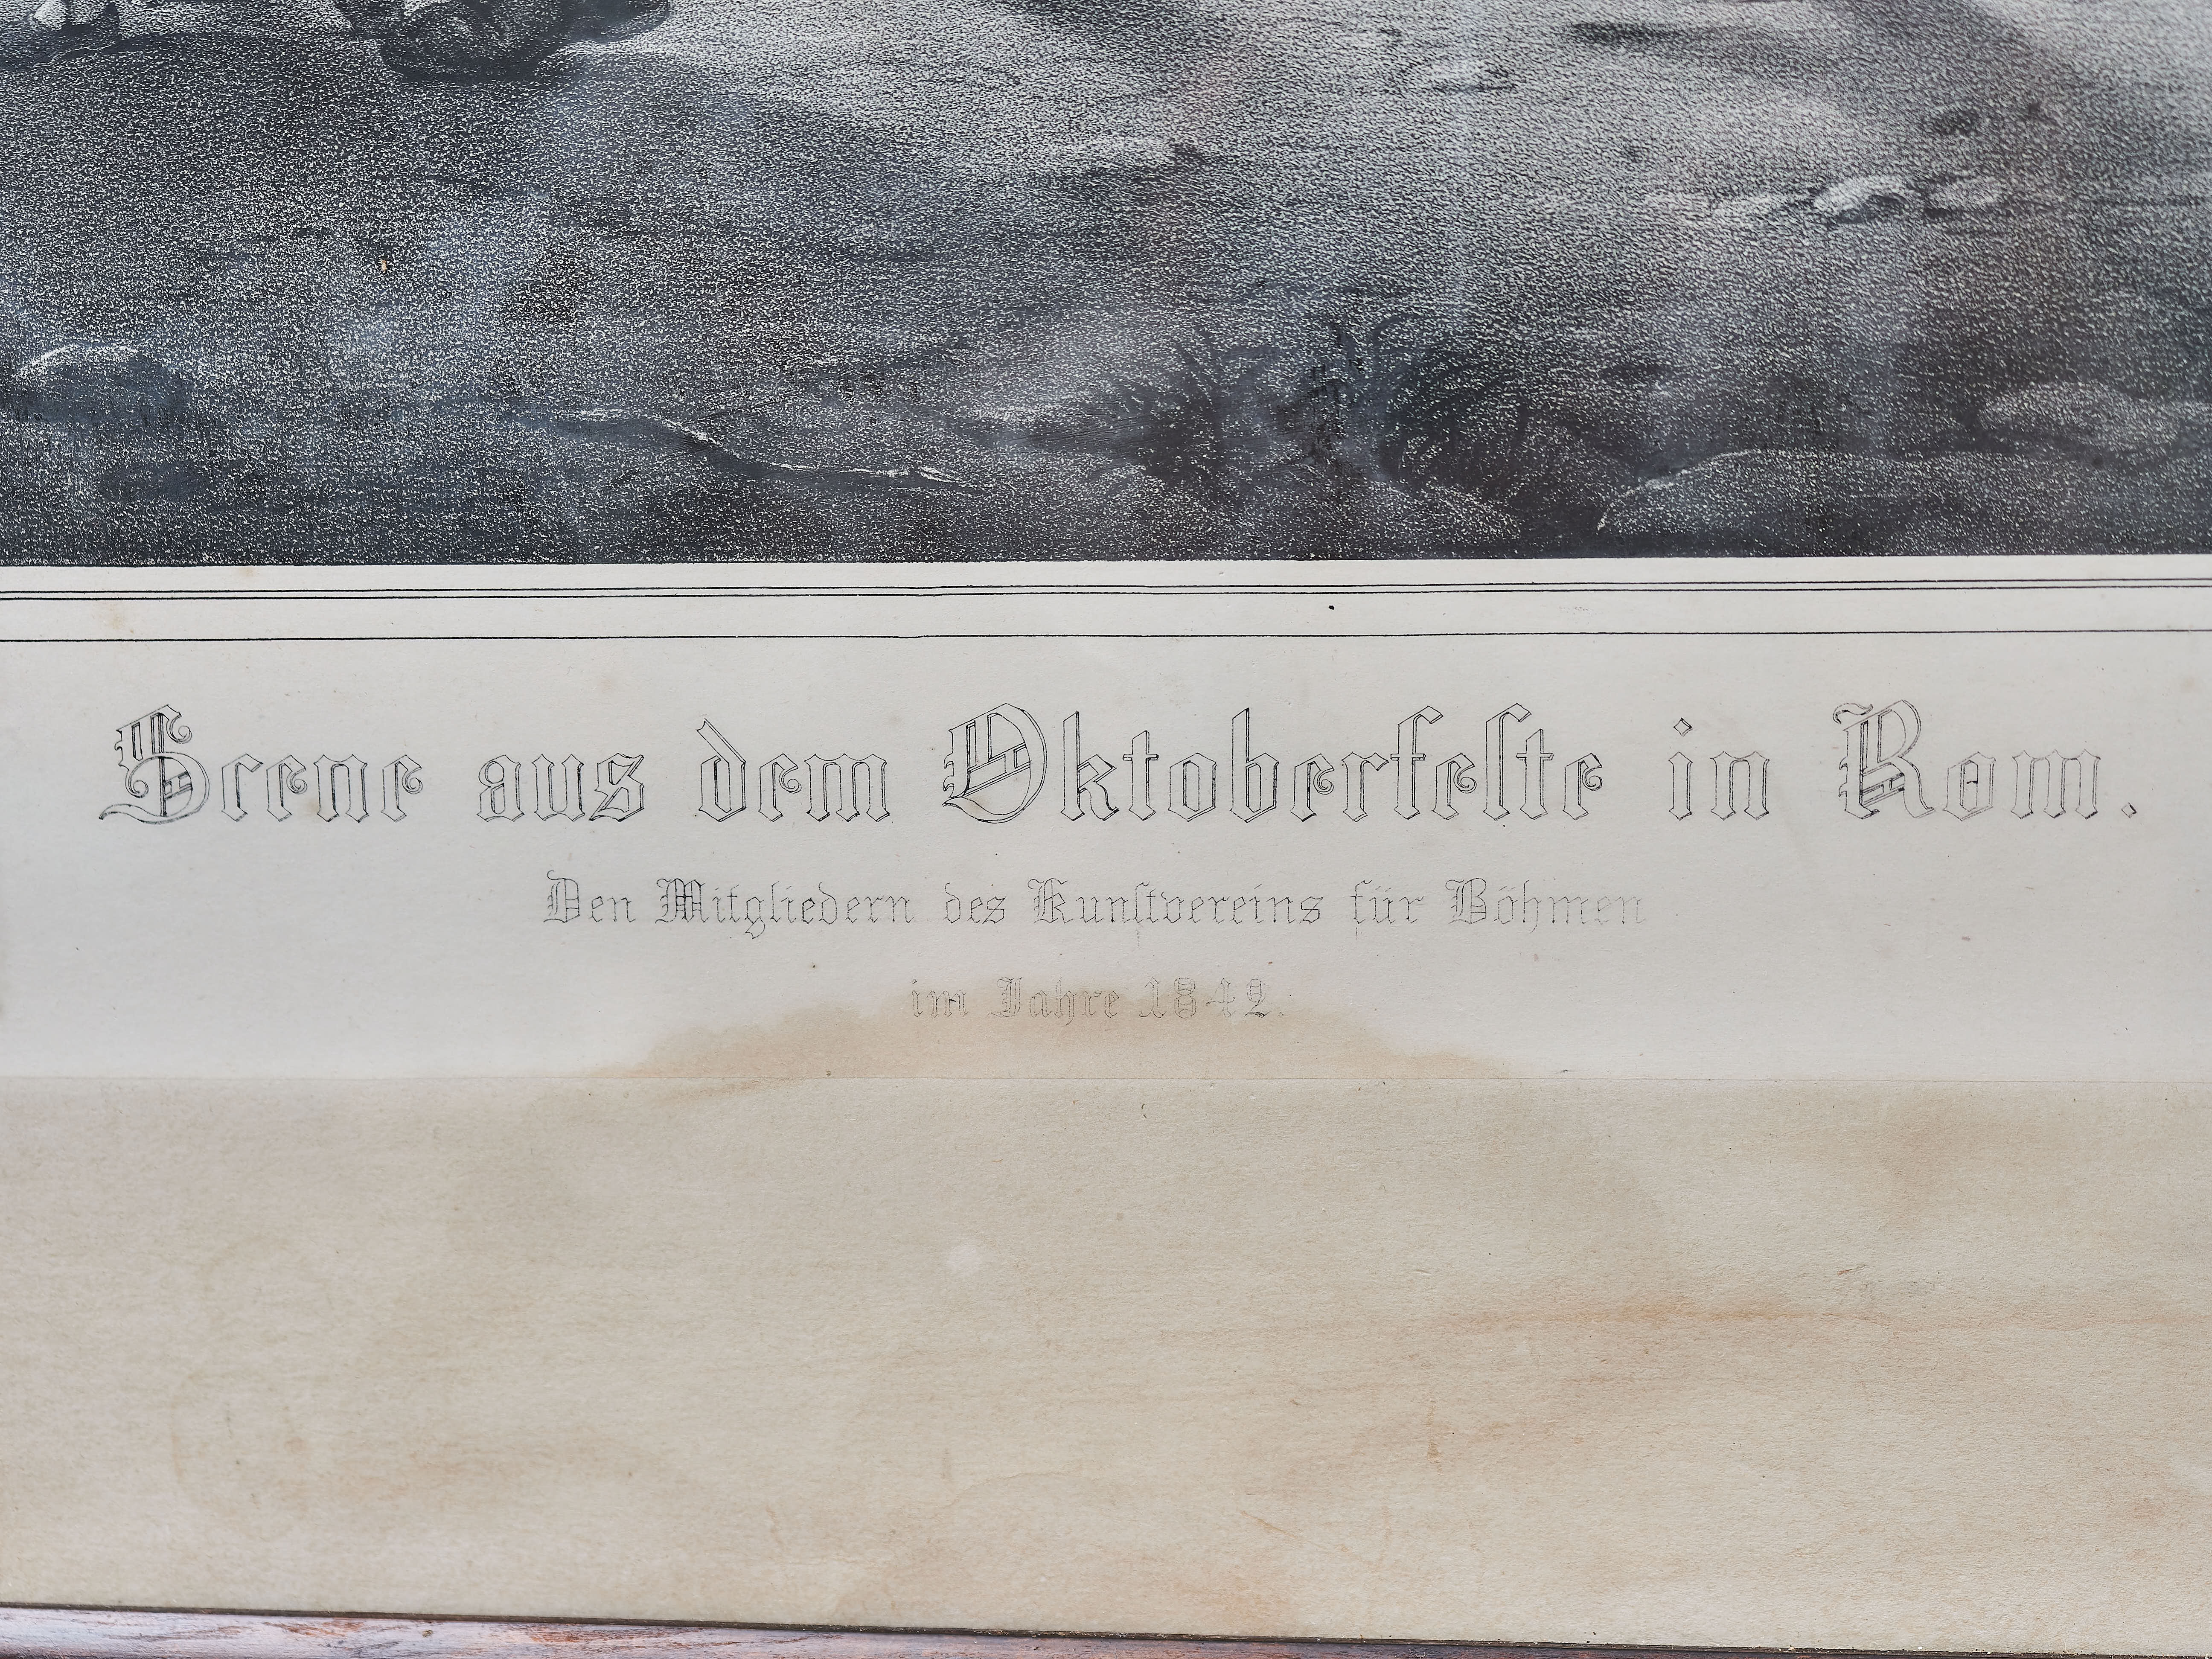 Scene aus dem Oktoberfeſte in Rom.
Den Mitgliedern des Kunſtvereins für Böhmen
im Jahre 1842.